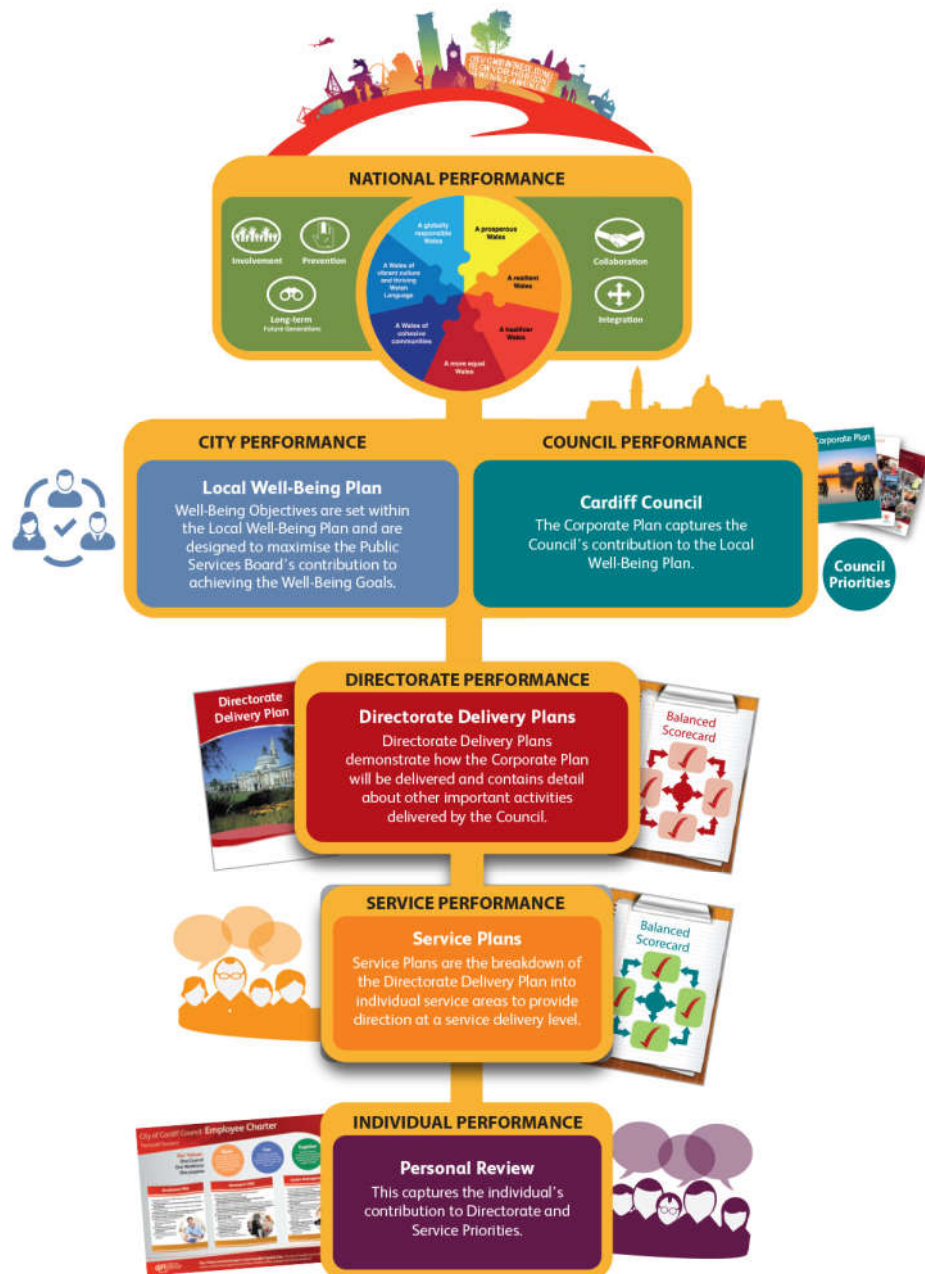 NATIONAL PERFORMANCE
Involvement
Prevention
Long-term
Future Generations
A globally
responsible
Wales
A prosperous
Wales
A Wales of
vibrant culture
and thriving
Welsh
Language
A resilient
Wales
A Wales of
cohesive
communities
A healthier
Wales
A more equal
Wales
Collaboration
Integration
CITY PERFORMANCE
Local Well-Being Plan
Well-Being Objectives are set within
the Local Well-Being Plan and are
designed to maximise the Public
Services Board's contribution to
achieving the Well-Being Goals.
COUNCIL PERFORMANCE
Cardiff Council
The Corporate Plan captures the
Council's contribution to the Local
Well-Being Plan.
Corporate Plan
Council
Priorities
DIRECTORATE PERFORMANCE
Directorate
Delivery Plan
Directorate Delivery Plans
Directorate Delivery Plans
demonstrate how the Corporate Plan
will be delivered and contains detail
about other important activities
delivered by the Council.
Balanced
Scorecard
SERVICE PERFORMANCE
Service Plans
Service Plans are the breakdown of
the Directorate Delivery Plan into
individual service areas to provide
direction at a service delivery level.
Balanced
Scorecard
INDIVIDUAL PERFORMANCE
City of Cardiff Council Employee Charter
Personal Review
This captures the individual's
contribution to Directorate and
Service Priorities.